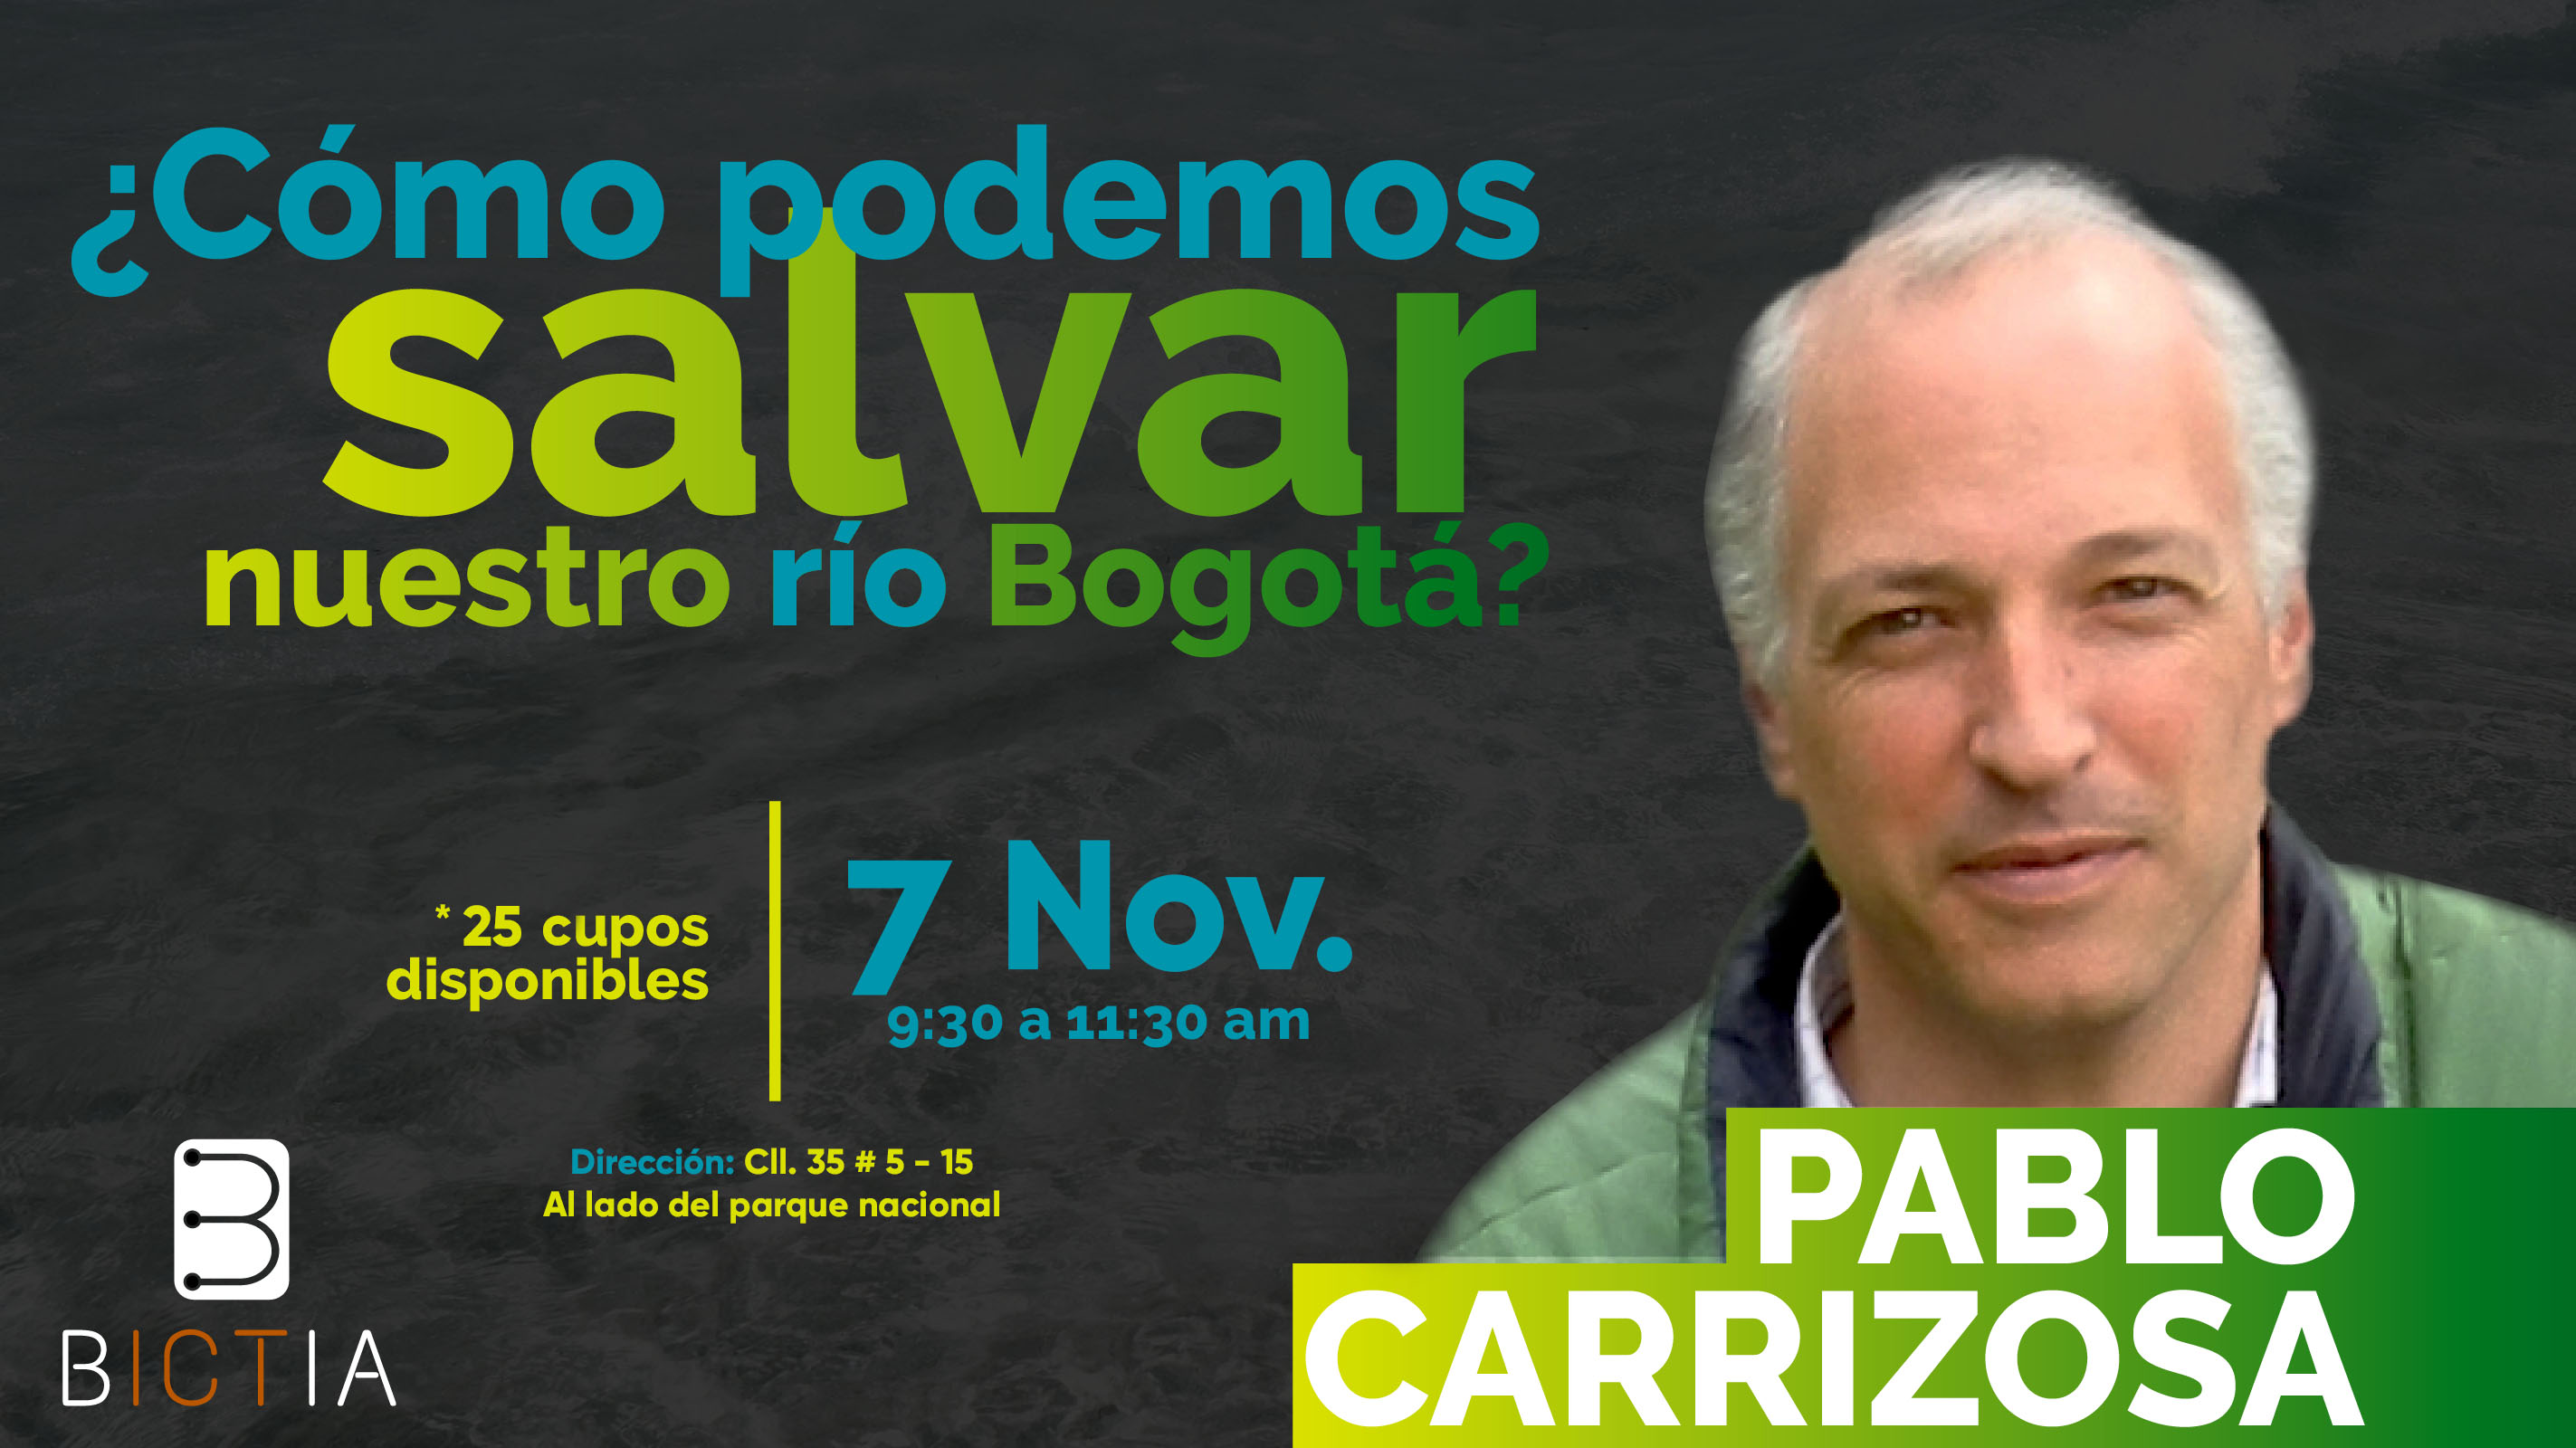 ¿Cómo podemos
salvar
nuestro río Bogotá?
* 25 cupos
disponibles
7 Nov.
9:30 a 11:30 am
Dirección: Cll. 35 # 5 - 15
Al lado del parque nacional
B
BICTIA
PABLO
CARRIZOSA